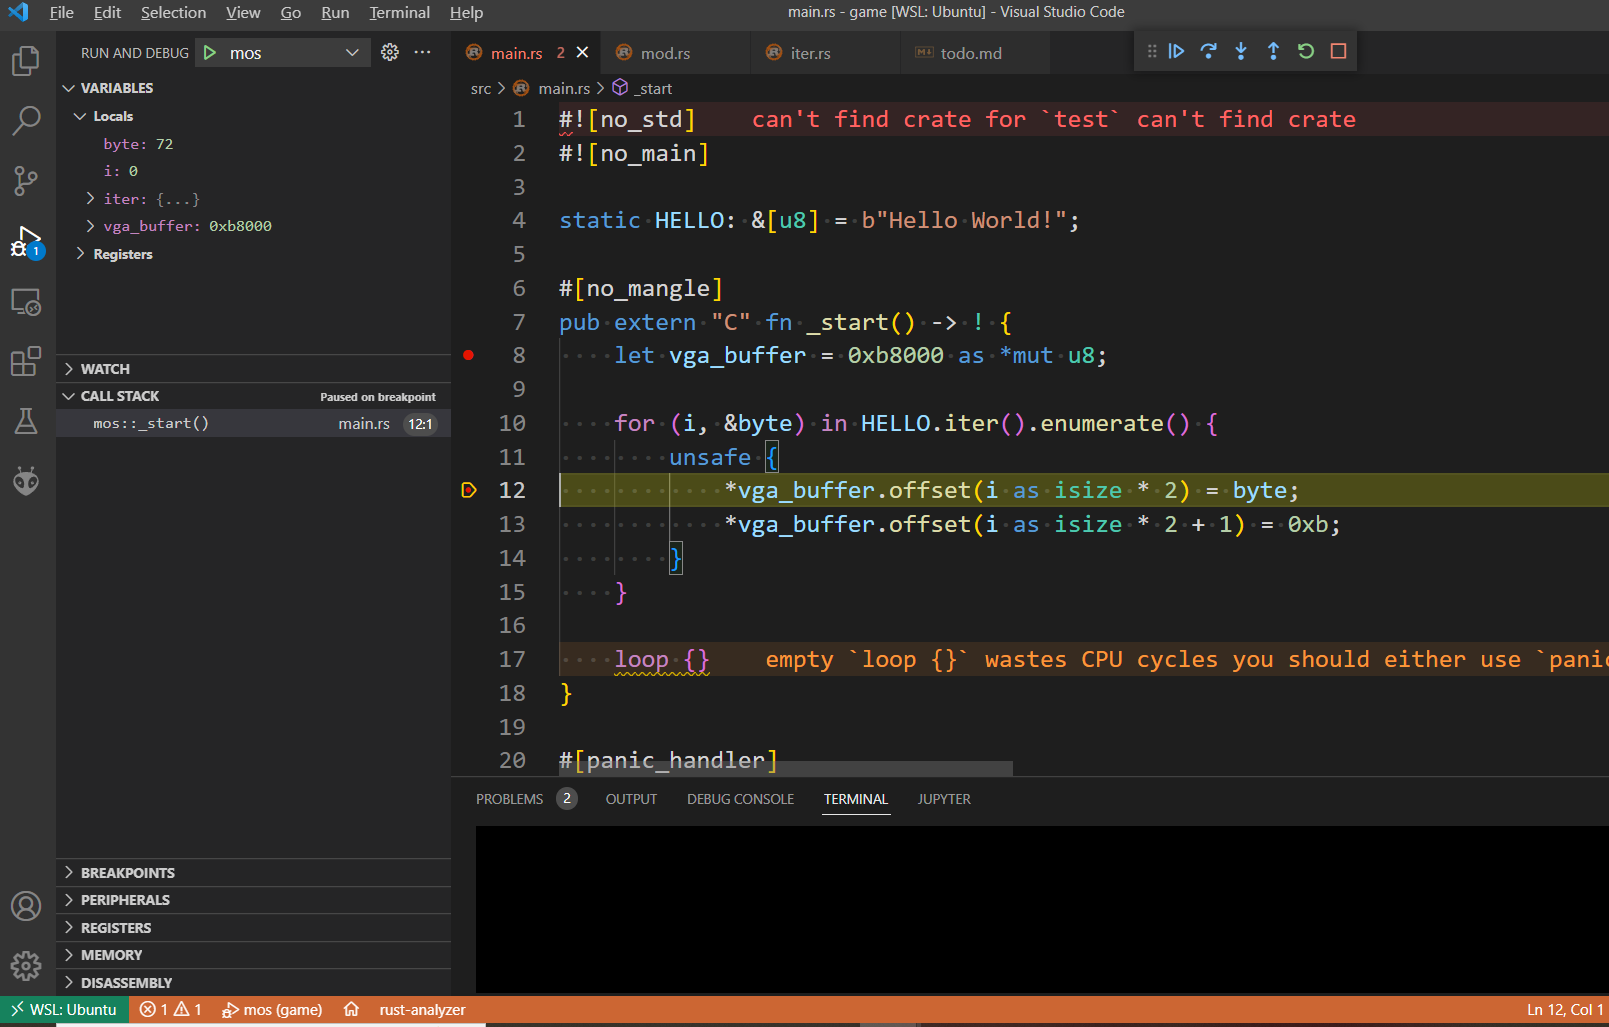 File Edit Selection View Go Run Terminal Help
main.rs - game [WSL: Ubuntu] - Visual Studio Code
RUN AND DEBUG mos ...
VARIABLES
Locals
byte: 72
i: 0
iter: {...}
vga_buffer: 0xb8000
Registers
WATCH
CALL STACK Paused on breakpoint
mos::_start() main.rs 12:1
BREAKPOINTS
PERIPHERALS
REGISTERS
MEMORY
DISASSEMBLY
1
main.rs 2 mod.rs iter.rs todo.md
src > main.rs > _start
1 #![no_std] can't find crate for `test` can't find crate
2 #![no_main]
3
4 static HELLO: &[u8] = b"Hello World!";
5
6 #[no_mangle]
7 pub extern "C" fn _start() -> ! {
8 let vga_buffer = 0xb8000 as *mut u8;
9
10 for (i, &byte) in HELLO.iter().enumerate() {
11 unsafe {
12 *vga_buffer.offset(i as isize * 2) = byte;
13 *vga_buffer.offset(i as isize * 2 + 1) = 0xb;
14 }
15 }
16
17 loop {} empty `loop {}` wastes CPU cycles you should either use `panic
18 }
19
20 #[panic_handler]
PROBLEMS 2 OUTPUT DEBUG CONSOLE TERMINAL JUPYTER
WSL: Ubuntu 1 1 mos (game) rust-analyzer Ln 12, Col 1